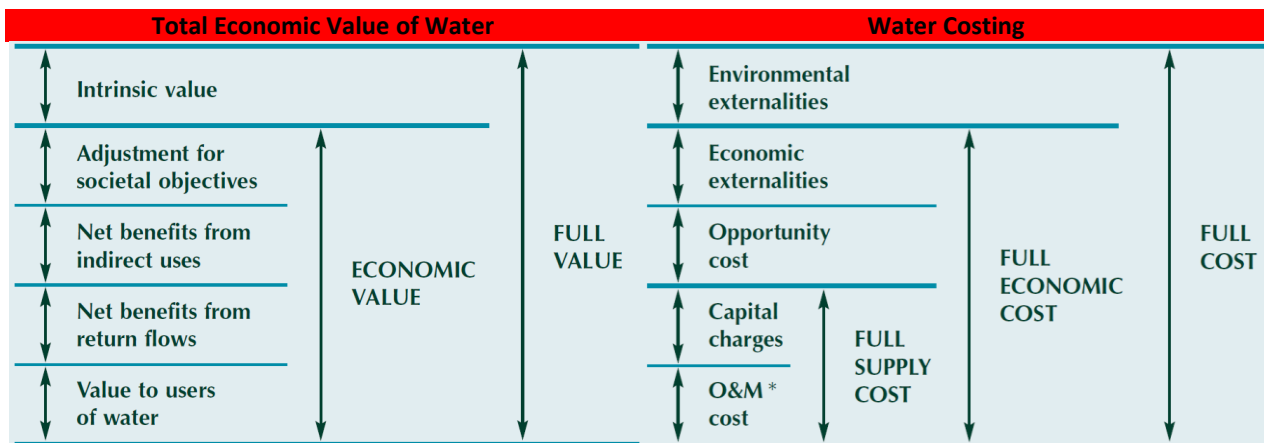 Total Economic Value of Water
Intrinsic value
Adjustment for
societal objectives
Net benefits from
indirect uses
Net benefits from
return flows
Value to users
of water
ECONOMIC
VALUE
FULL
VALUE
Water Costing
Environmental
externalities
Economic
externalities
Opportunity
cost
Capital
charges
O&M *
cost
FULL
SUPPLY
COST
FULL
ECONOMIC
COST
FULL
COST